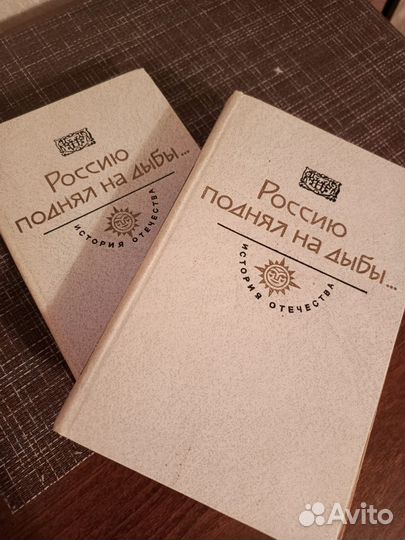 Россию
поднял на дыбы...
ИСТОРИЯ ОТЕЧЕСТВА
Россию
поднял на дыбы...
ИСТОРИЯ ОТЕЧЕСТВА
Avito